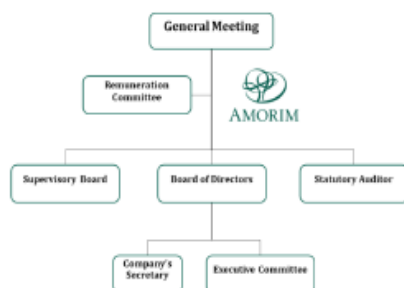 General Meeting
Remuneration
Committee
AMORIM
Supervisory Board
Board of Directors
Statutory Auditor
Company's
Secretary
Executive Committee